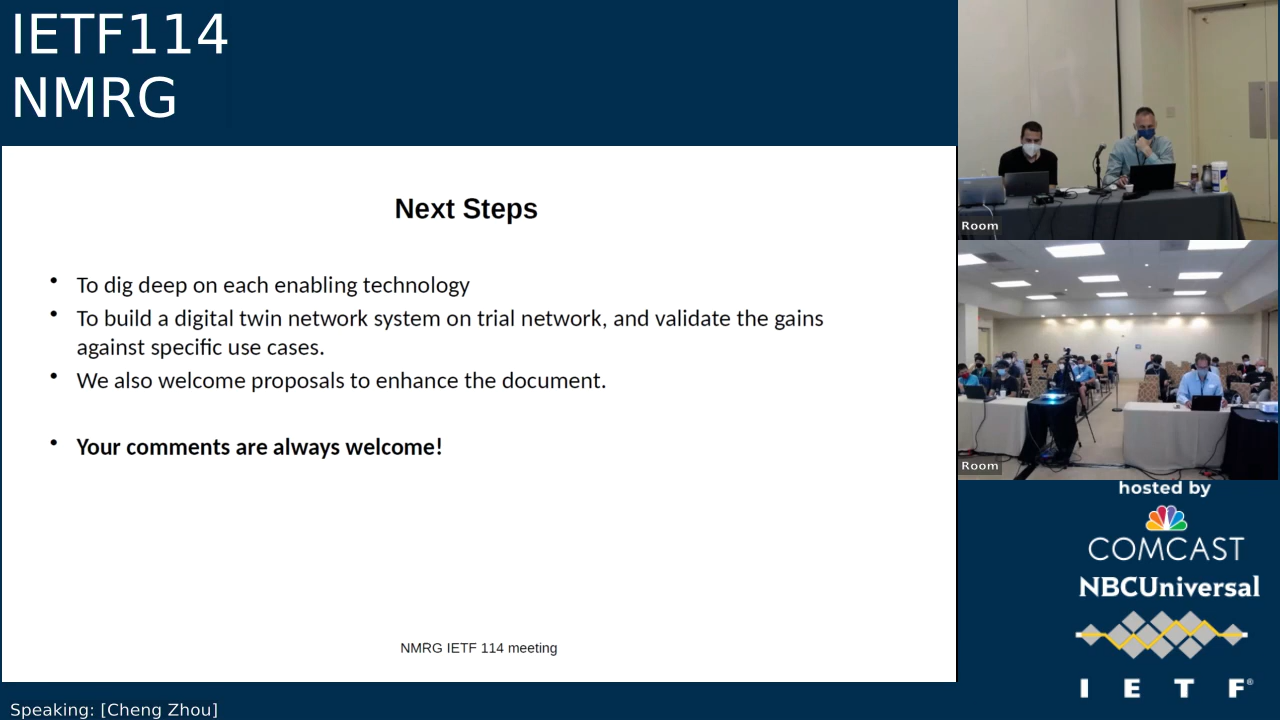 IETF114
NMRG
Next Steps
• To dig deep on each enabling technology
• To build a digital twin network system on trial network, and validate the gains
against specific use cases.
• We also welcome proposals to enhance the document.
• Your comments are always welcome!
NMRG IETF 114 meeting
Speaking: [Cheng Zhou]
Room
Room
hosted by
COMCAST
NBCUniversal
I E T F®